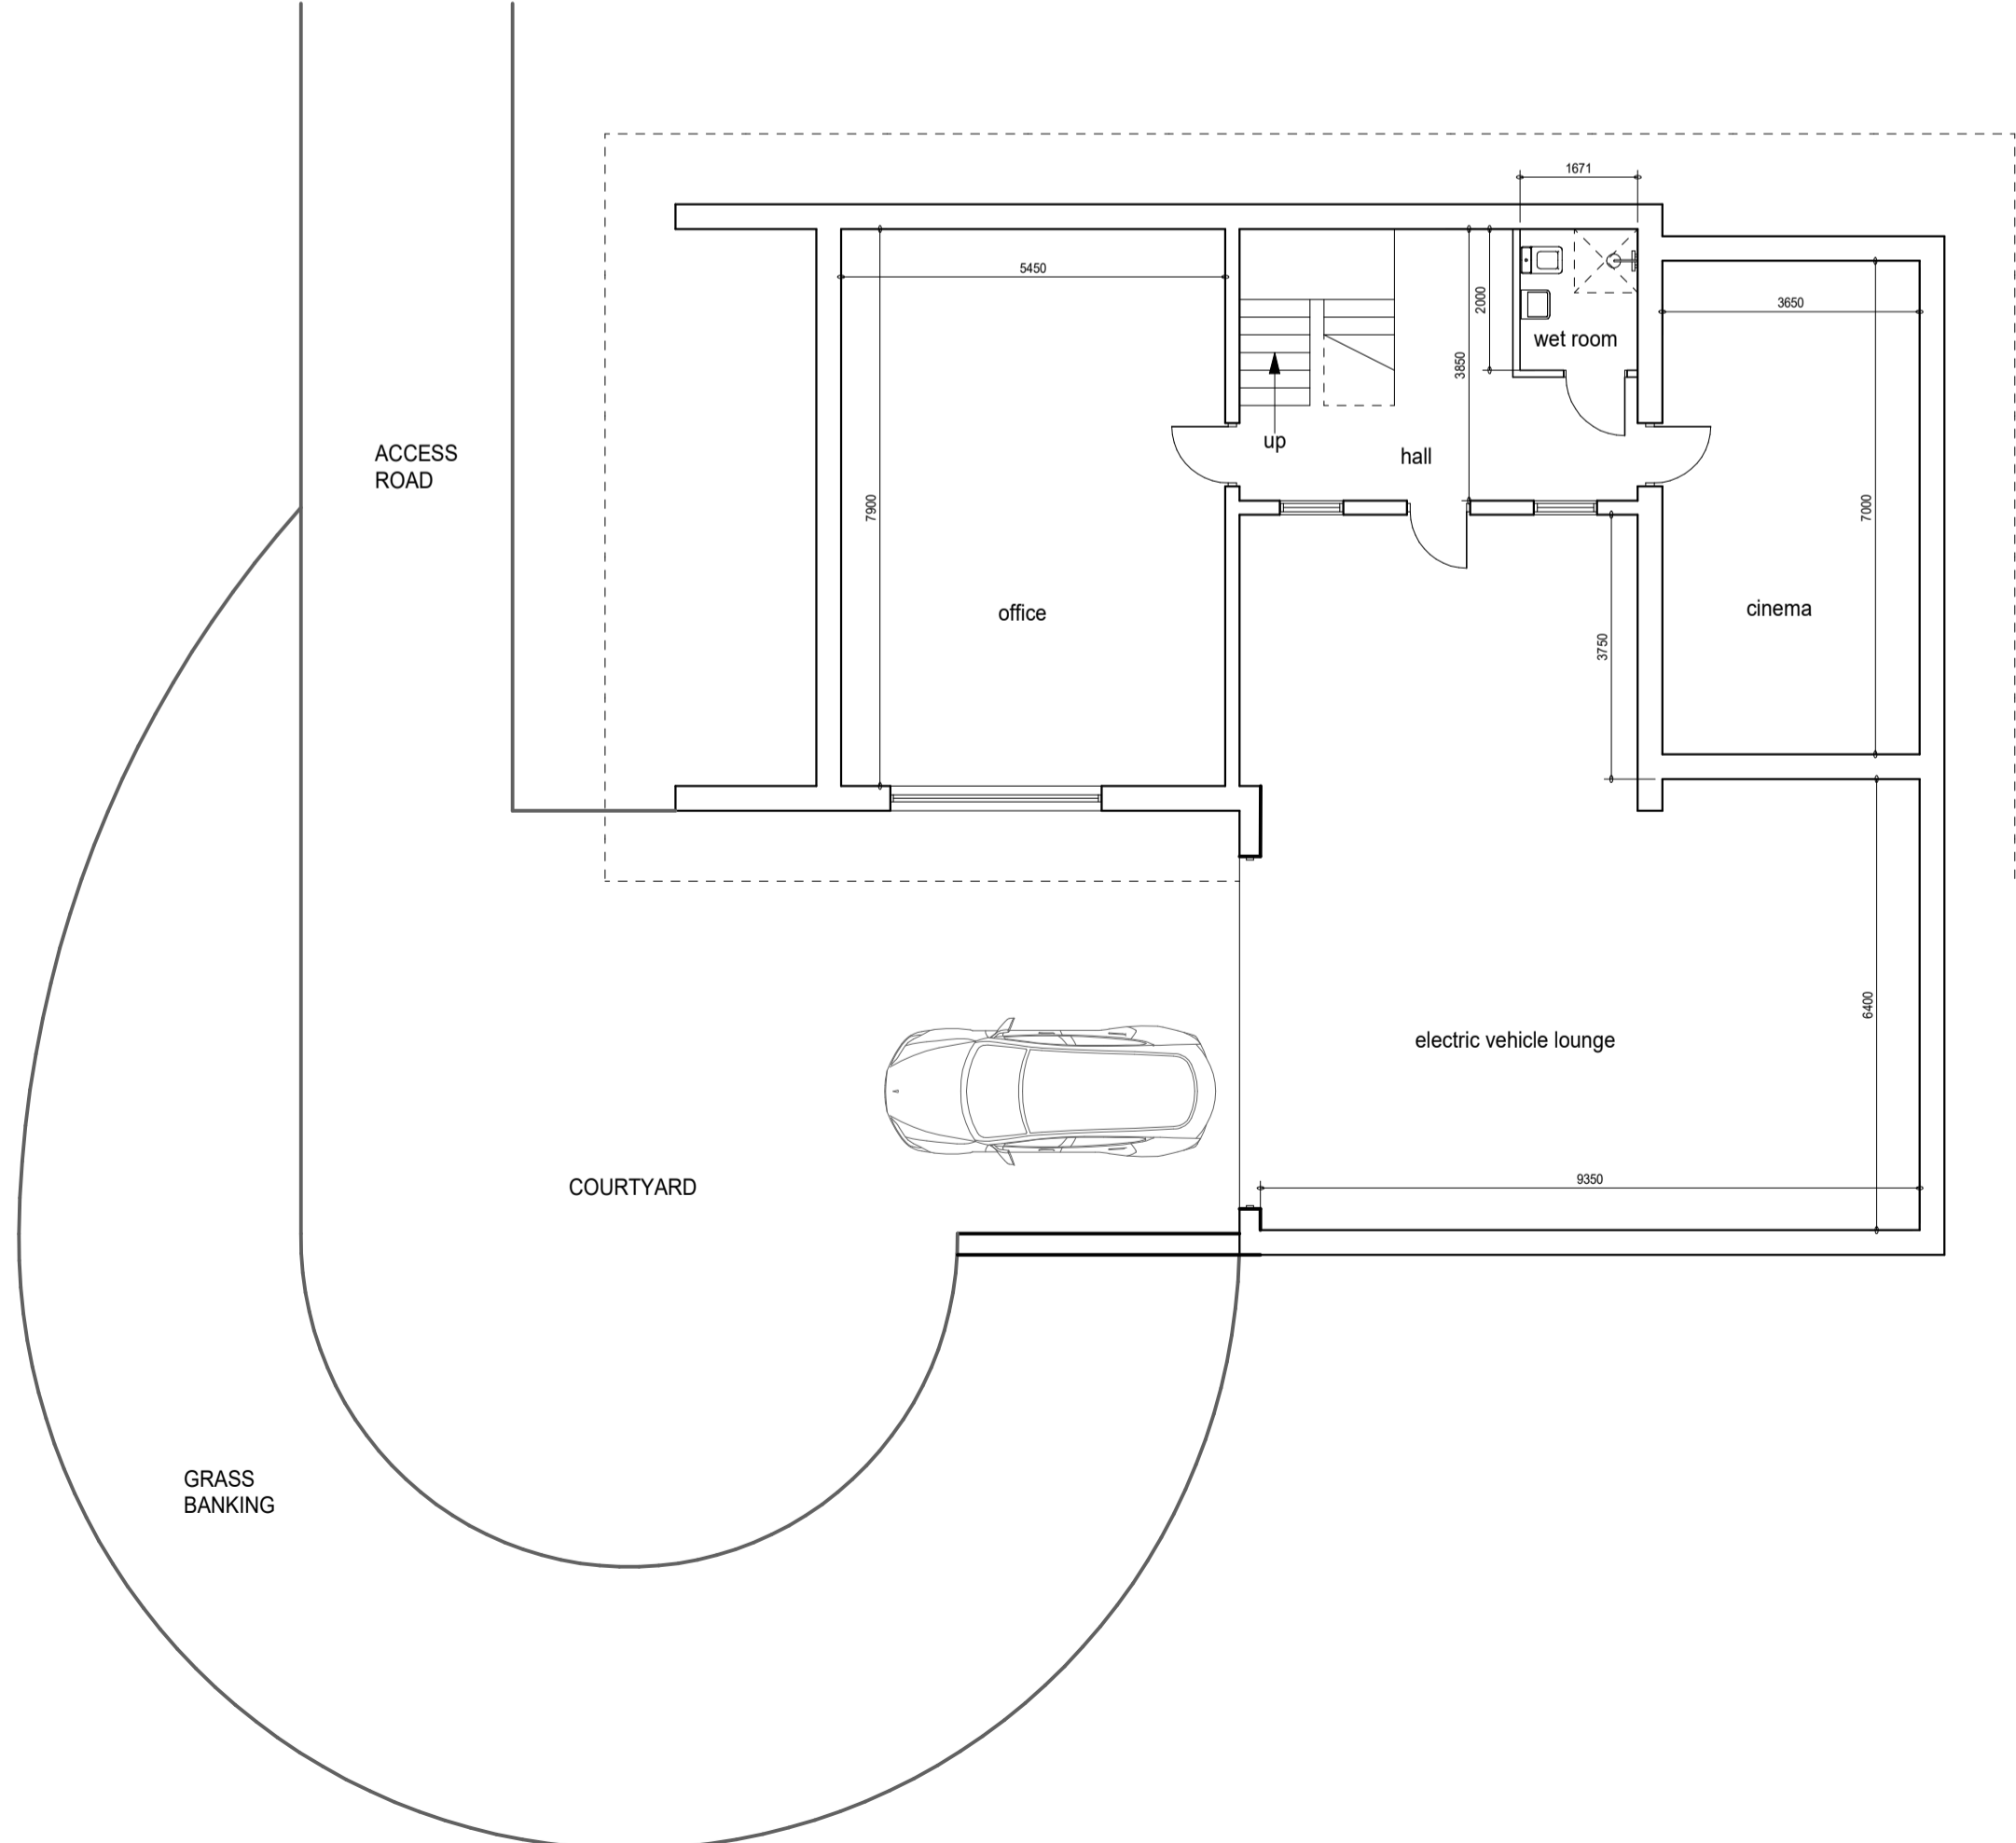 1671
5450
3650
2000
wet room
3850
up
hall
ACCESS
ROAD
7900
7000
office
cinema
3750
6400
electric vehicle lounge
9350
COURTYARD
GRASS
BANKING